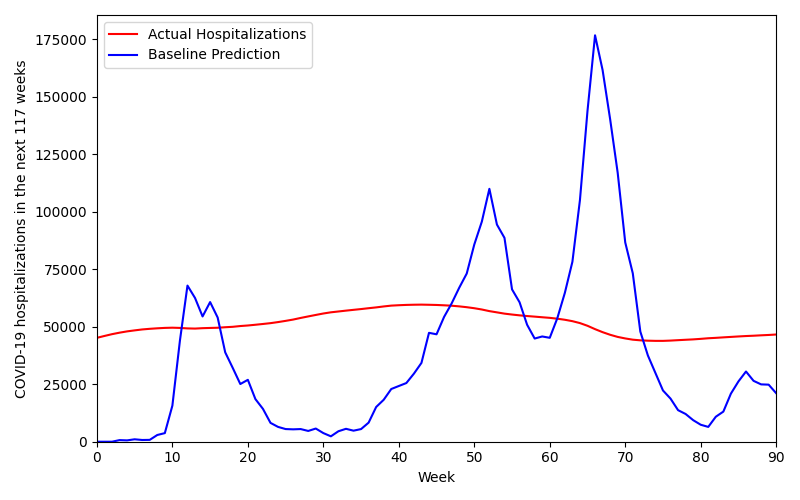 175000
150000
125000
100000
75000
50000
25000
0
COVID-19 hospitalizations in the next 117 weeks
Actual Hospitalizations
Baseline Prediction
0 10 20 30 40 50 60 70 80 90
Week